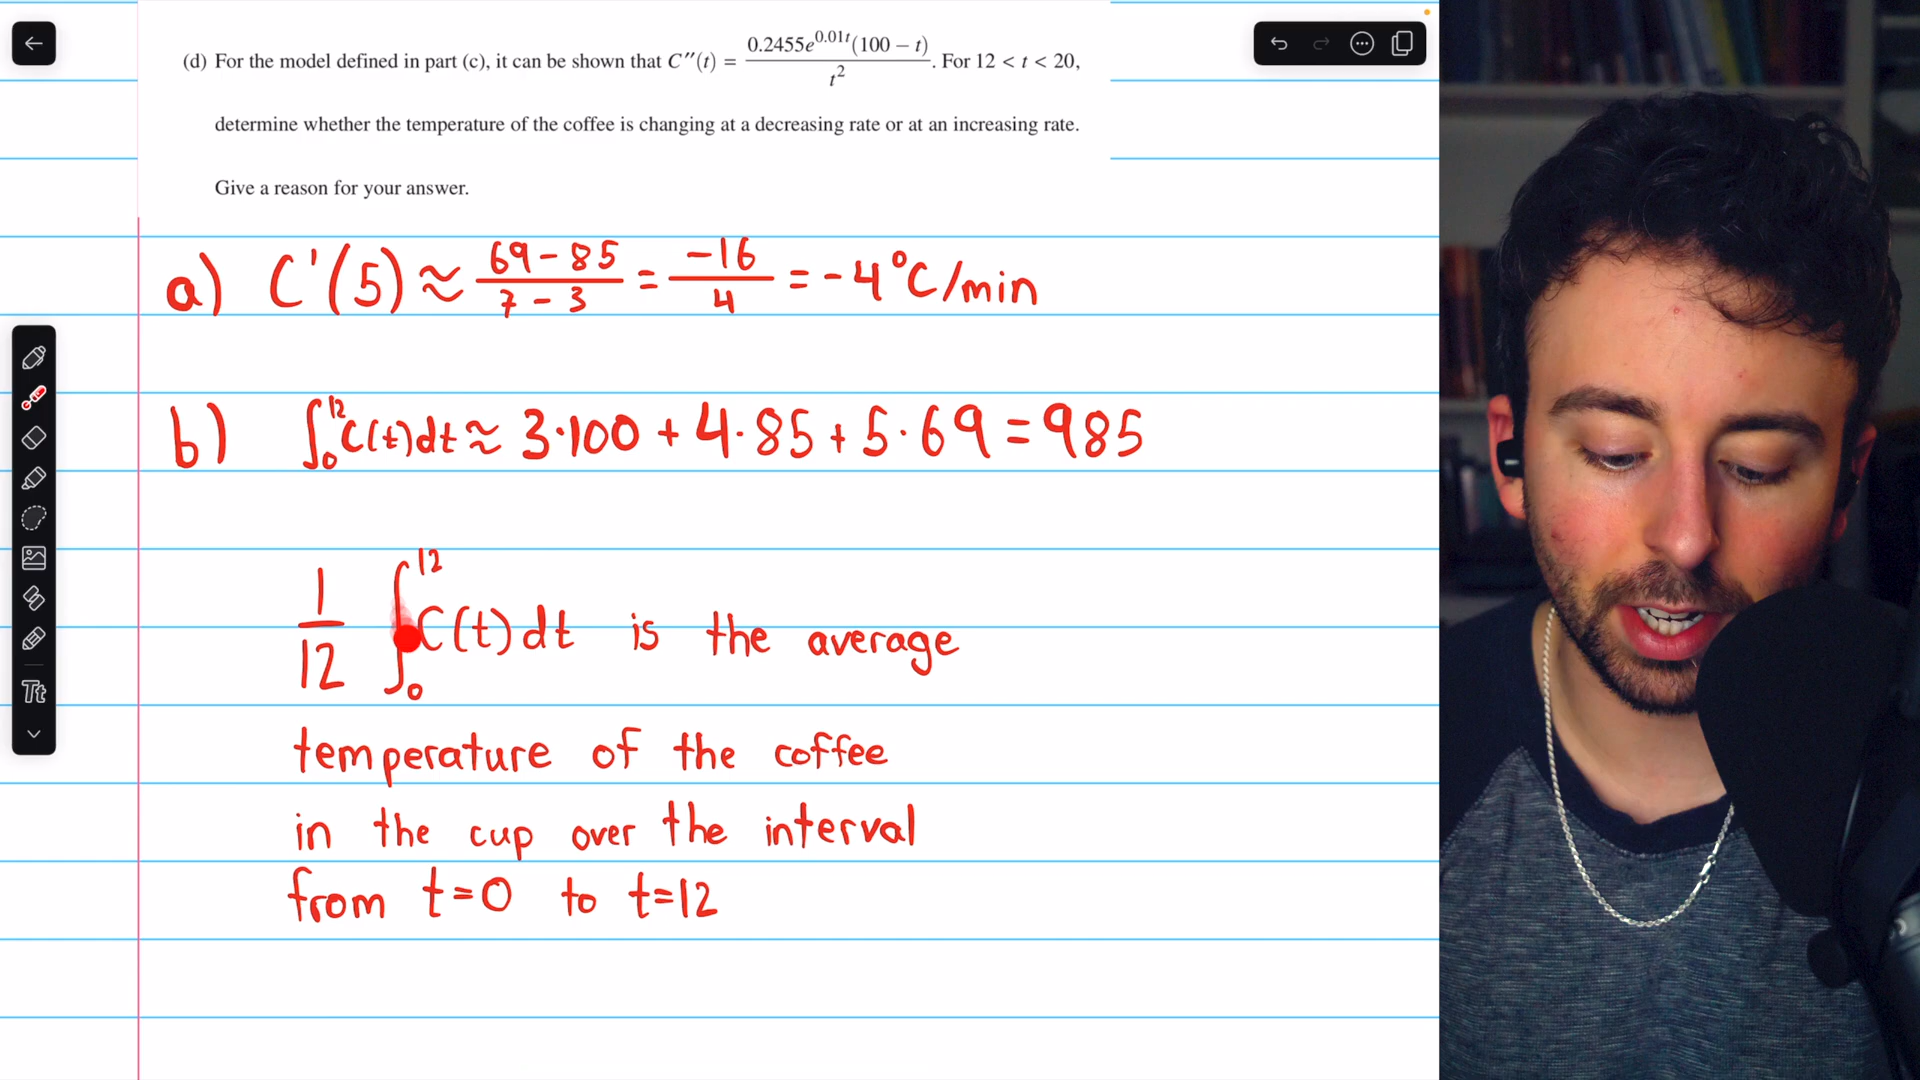 (d) For the model defined in part (c), it can be shown that C″(t) = 0.2455e^{0.01t}(100 – t) / t². For 12 < t < 20,
determine whether the temperature of the coffee is changing at a decreasing rate or at an increasing rate.
Give a reason for your answer.
a) C'(5) ≈ (69 - 85)/(7 - 3) = -16/4 = -4°C/min
b) ∫₀¹² C(t)dt ≈ 3·100 + 4·85 + 5·69 = 985
1/12 ∫₀¹² C(t)dt is the average
temperature of the coffee
in the cup over the interval
from t=0 to t=12
Tt